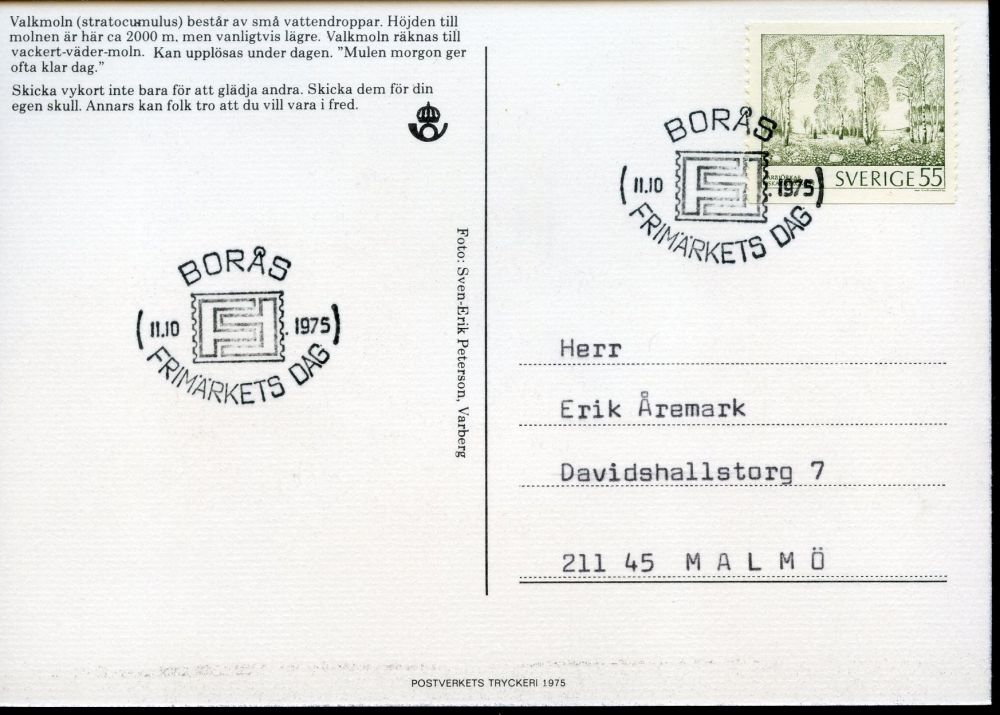 Valkmoln (stratocumulus) består av små vattendroppar. Höjden till
molnen är här ca 2000 m, men vanligtvis lägre. Valkmoln räknas till
vackert-väder-moln. Kan upplösas under dagen. "Mulen morgon ger
ofta klar dag."
Skicka vykort inte bara för att glädja andra. Skicka dem för din
egen skull. Annars kan folk tro att du vill vara i fred.
BORÅS
11.10 . 1975
FRIMÄRKETS DAG
Foto: Sven-Erik Peterson, Varberg
SVERIGE 55
BORÅS
11.10 . 1975
FRIMÄRKETS DAG
Herr
Erik Åremark
Davidshallstorg 7
211 45 M A L M Ö
POSTVERKETS TRYCKERI 1975